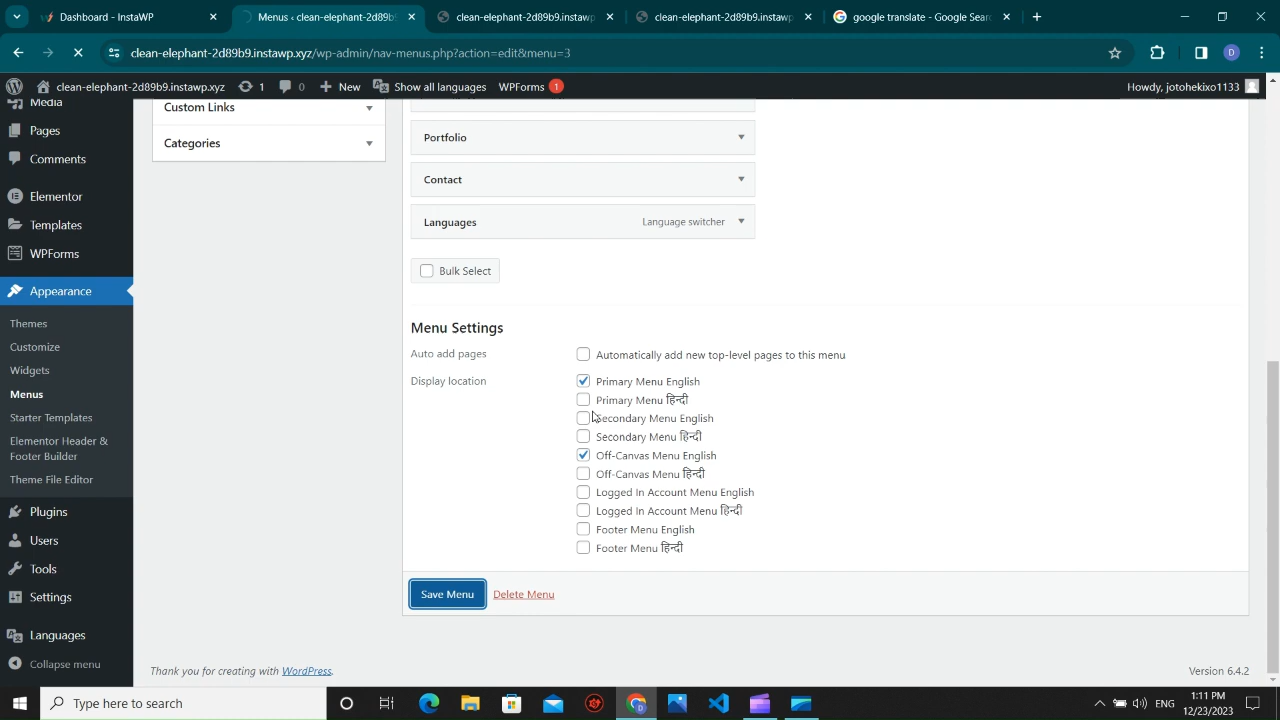 Dashboard - InstaWP
Menus ‹ clean-elephant-2d89b9.
clean-elephant-2d89b9.instawp.
clean-elephant-2d89b9.instawp.
google translate - Google Sear
clean-elephant-2d89b9.instawp.xyz/wp-admin/nav-menus.php?action=edit&menu=3
D
clean-elephant-2d89b9.instawp.xyz 1 0 New Show all languages WPForms 1 Howdy, jotohekixo1133
Media
Pages
Comments
Elementor
Templates
WPForms
Appearance
Themes
Customize
Widgets
Menus
Starter Templates
Elementor Header &
Footer Builder
Theme File Editor
Plugins
Users
Tools
Settings
Languages
Collapse menu
Custom Links
Categories
Portfolio
Contact
Languages Language switcher
Bulk Select
Menu Settings
Auto add pages Automatically add new top-level pages to this menu
Display location Primary Menu English
Primary Menu हिन्दी
Secondary Menu English
Secondary Menu हिन्दी
Off-Canvas Menu English
Off-Canvas Menu हिन्दी
Logged In Account Menu English
Logged In Account Menu हिन्दी
Footer Menu English
Footer Menu हिन्दी
Save Menu Delete Menu
Thank you for creating with WordPress. Version 6.4.2
Type here to search
ENG
1:11 PM
12/23/2023